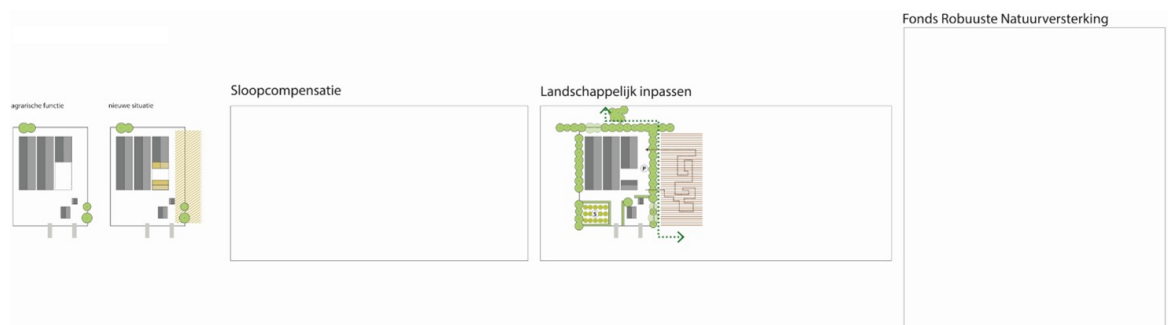 Fonds Robuuste Natuurversterking
Sloopcompensatie
Landschappelijk inpassen
agrarische functie
nieuwe situatie
P
S